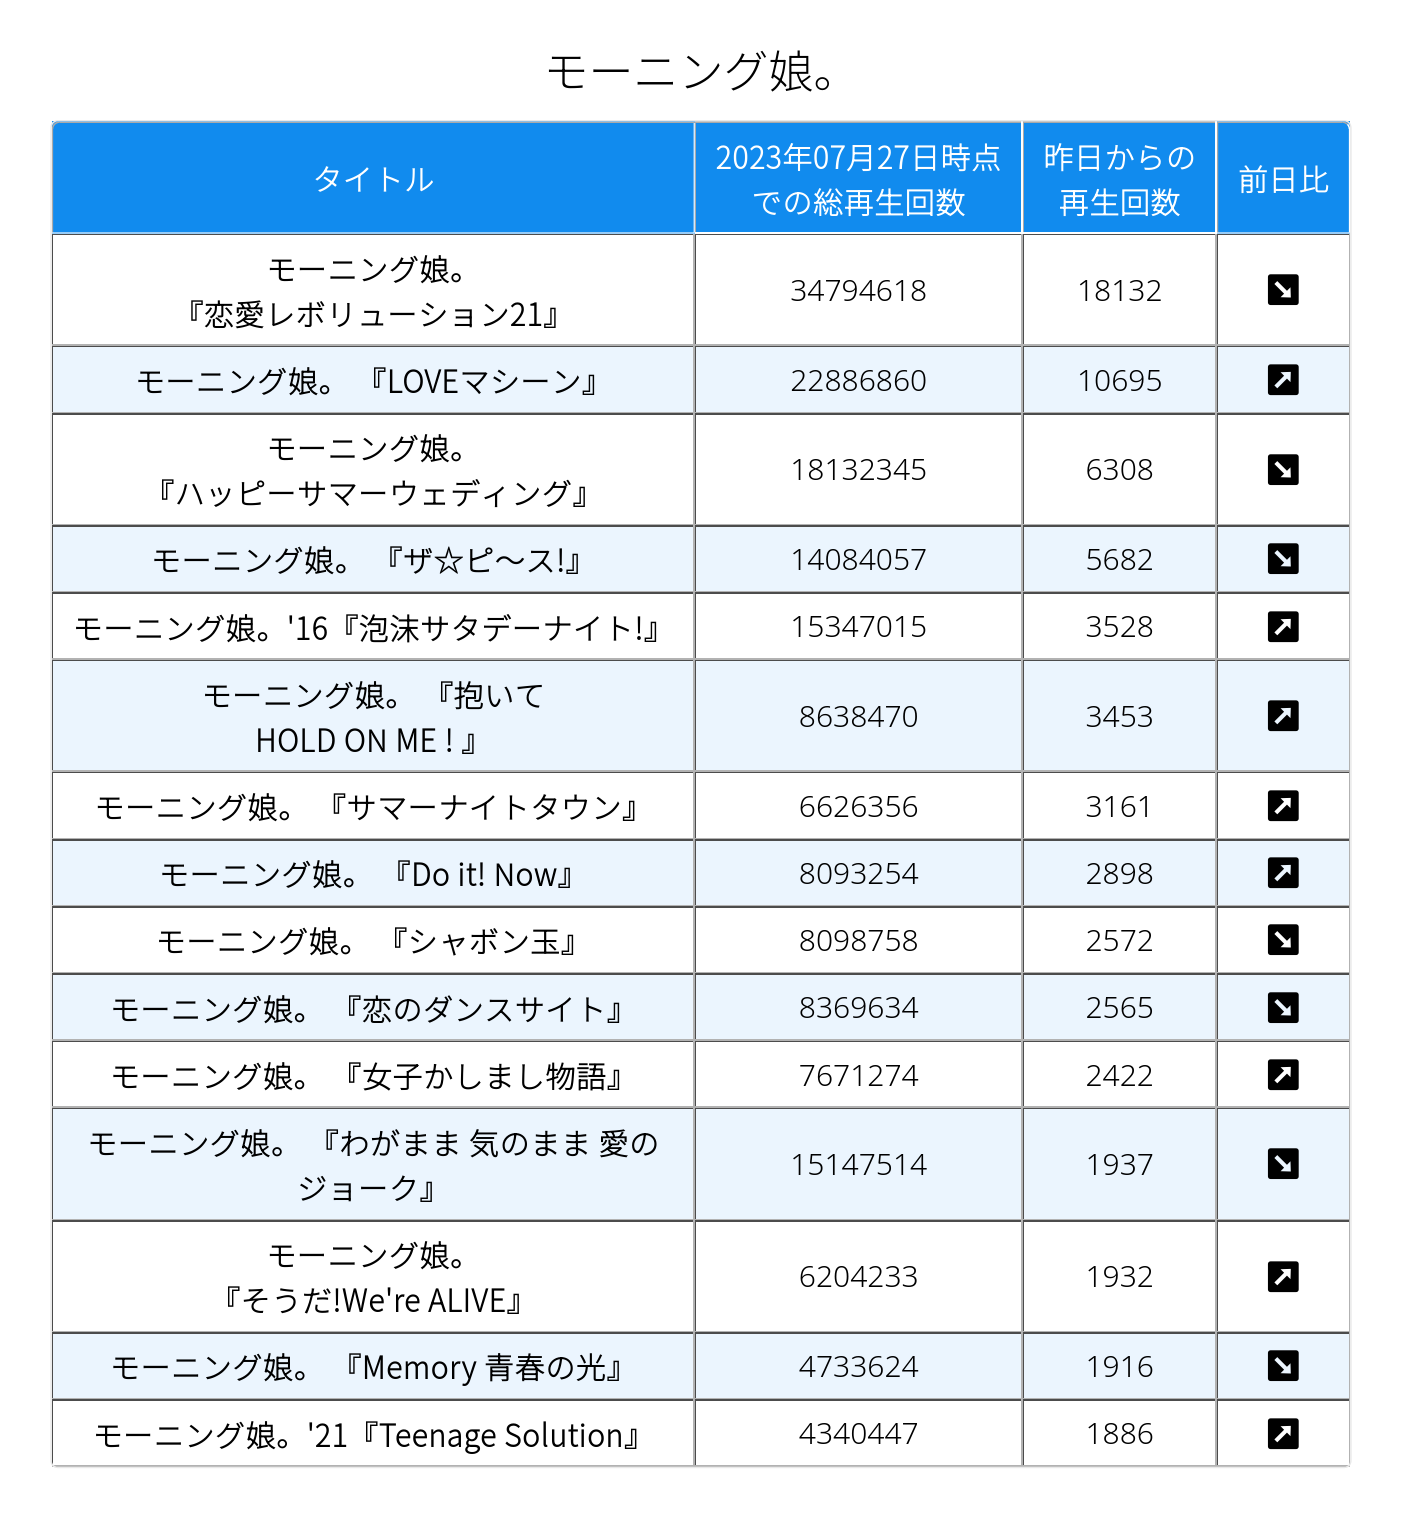 モーニング娘。
タイトル
2023年07月27日時点
での総再生回数
昨日からの
再生回数
前日比
モーニング娘。
『恋愛レボリューション21』
34794618
18132
モーニング娘。 『LOVEマシーン』
22886860
10695
モーニング娘。
『ハッピーサマーウェディング』
18132345
6308
モーニング娘。 『ザ☆ピ〜ス!』
14084057
5682
モーニング娘。'16『泡沫サタデーナイト!』
15347015
3528
モーニング娘。 『抱いて
HOLD ON ME ! 』
8638470
3453
モーニング娘。 『サマーナイトタウン』
6626356
3161
モーニング娘。 『Do it! Now』
8093254
2898
モーニング娘。 『シャボン玉』
8098758
2572
モーニング娘。 『恋のダンスサイト』
8369634
2565
モーニング娘。 『女子かしまし物語』
7671274
2422
モーニング娘。 『わがまま 気のまま 愛の
ジョーク』
15147514
1937
モーニング娘。
『そうだ!We're ALIVE』
6204233
1932
モーニング娘。 『Memory 青春の光』
4733624
1916
モーニング娘。'21『Teenage Solution』
4340447
1886